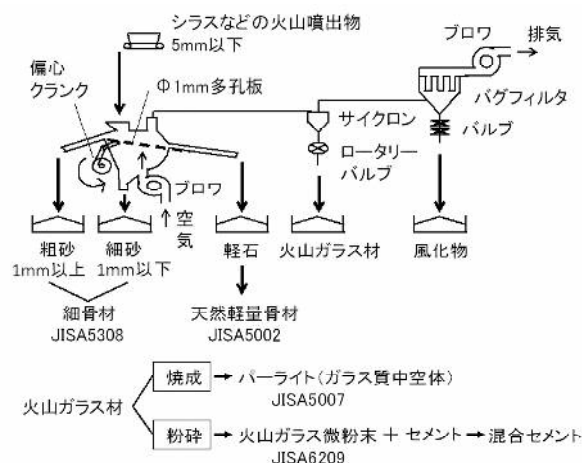 シラスなどの火山噴出物
5mm以下
ブロワ
排気
偏心
クランク
Φ1mm多孔板
バグフィルタ
サイクロン
バルブ
ロータリー
バルブ
ブロワ
空気
粗砂
1mm以上
細砂
1mm以下
軽石
火山ガラス材
風化物
細骨材
JISA5308
天然軽量骨材
JISA5002
火山ガラス材
焼成
パーライト(ガラス質中空体)
JISA5007
粉砕
火山ガラス微粉末 + セメント
混合セメント
JISA6209